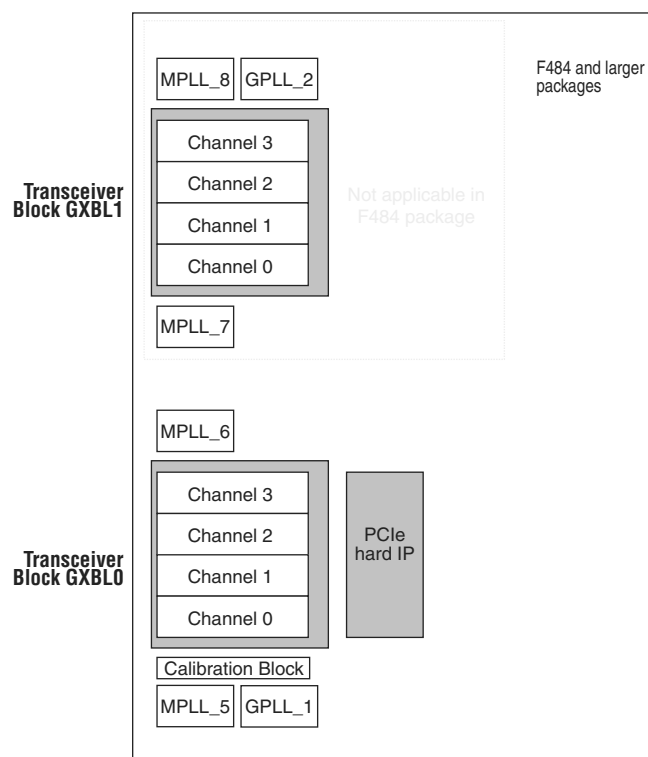 F484 and larger
packages
MPLL_8
GPLL_2
Channel 3
Channel 2
Channel 1
Channel 0
Transceiver
Block GXBL1
Not applicable in
F484 package
MPLL_7
MPLL_6
Channel 3
Channel 2
Channel 1
Channel 0
Transceiver
Block GXBL0
PCIe
hard IP
Calibration Block
MPLL_5
GPLL_1